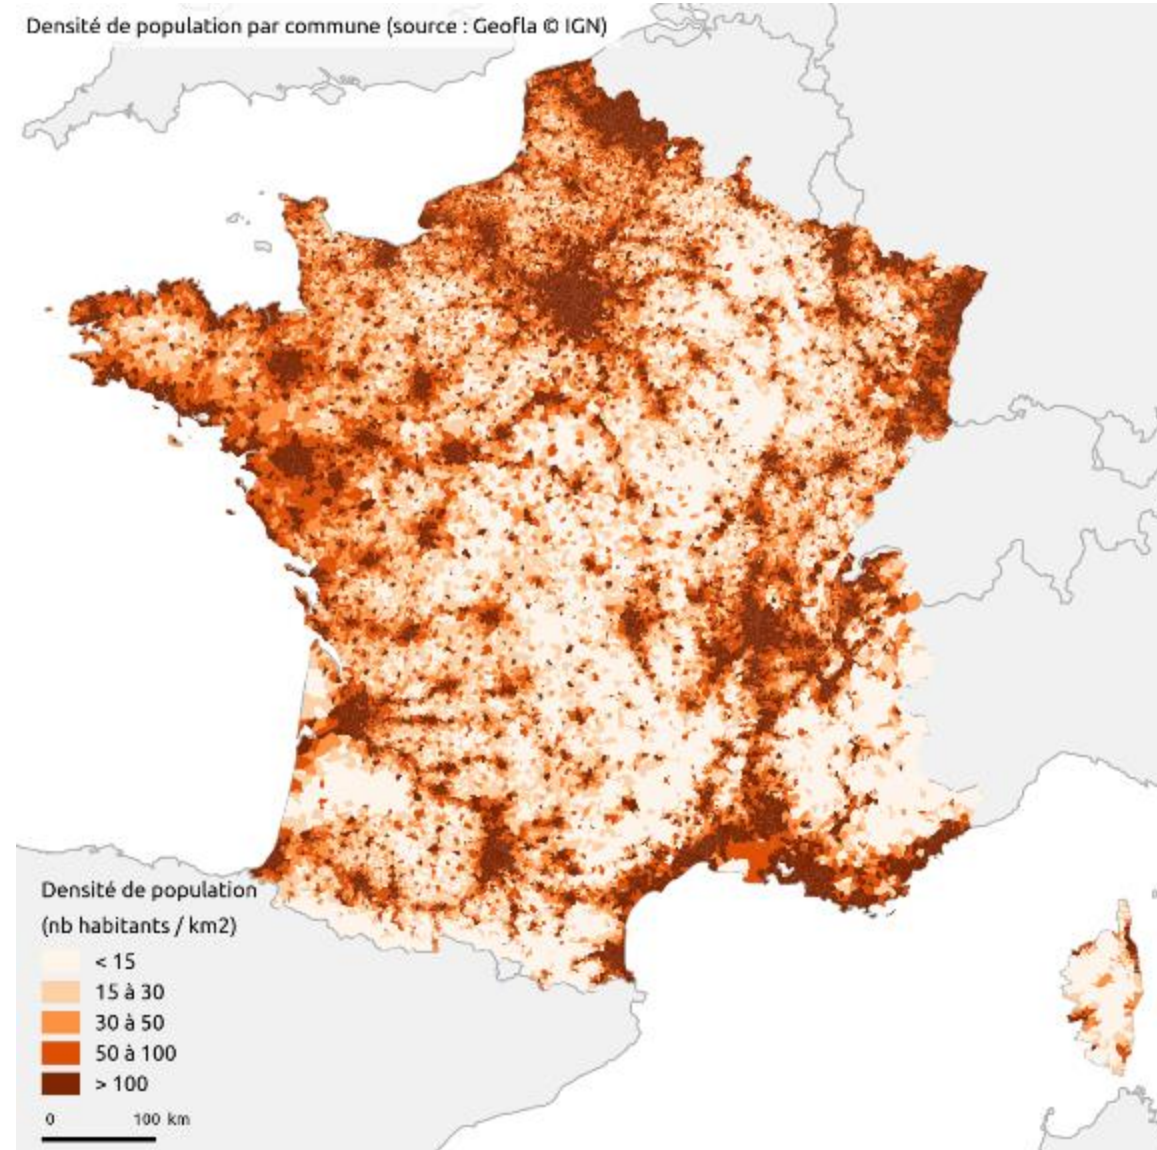 Densité de population par commune (source : Geofla © IGN)
Densité de population
(nb habitants / km2)
< 15
15 à 30
30 à 50
50 à 100
> 100
0 100 km